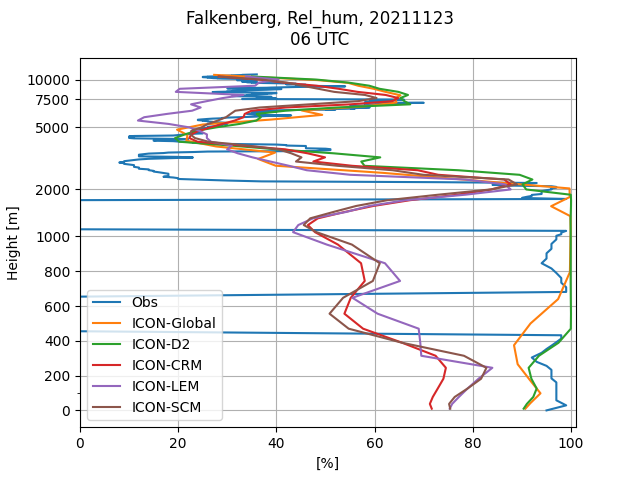 Falkenberg, Rel_hum, 20211123
06 UTC
10000
7500
5000
2000
1000
800
600
400
200
0
Height [m]
Obs
ICON-Global
ICON-D2
ICON-CRM
ICON-LEM
ICON-SCM
0 20 40 60 80 100
[%]